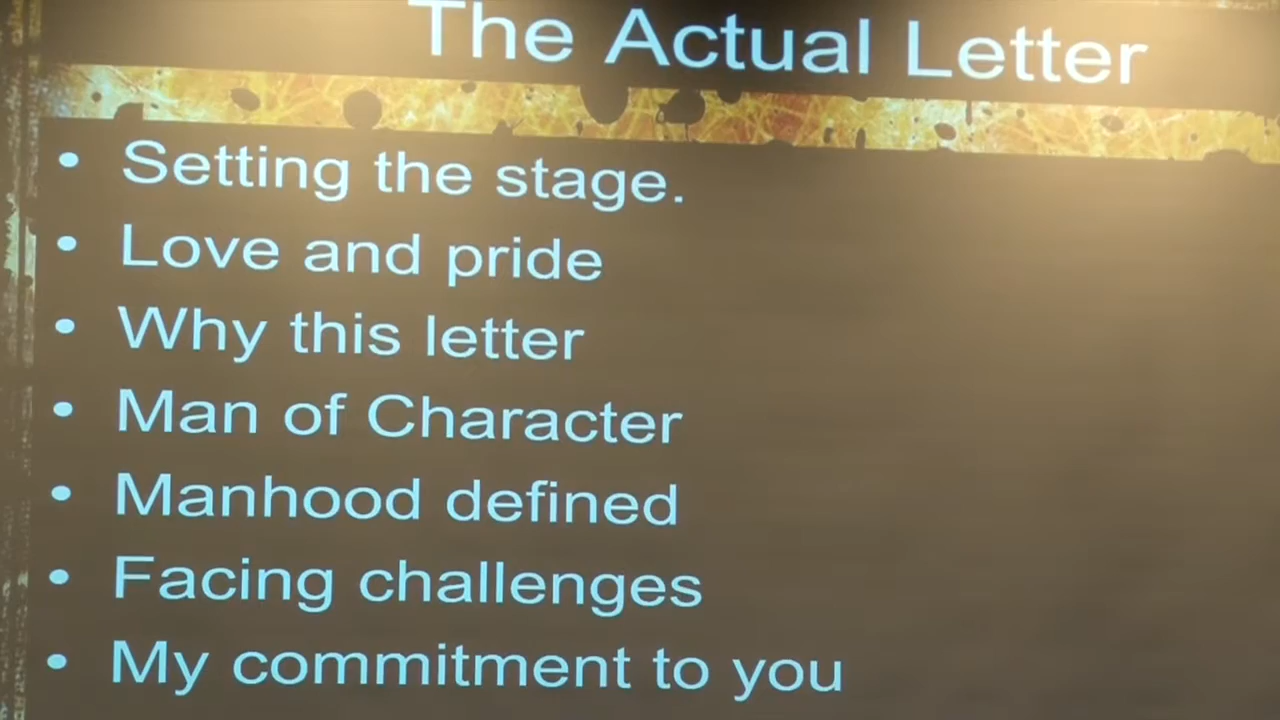 The Actual Letter
• Setting the stage.
• Love and pride
• Why this letter
• Man of Character
• Manhood defined
• Facing challenges
• My commitment to you